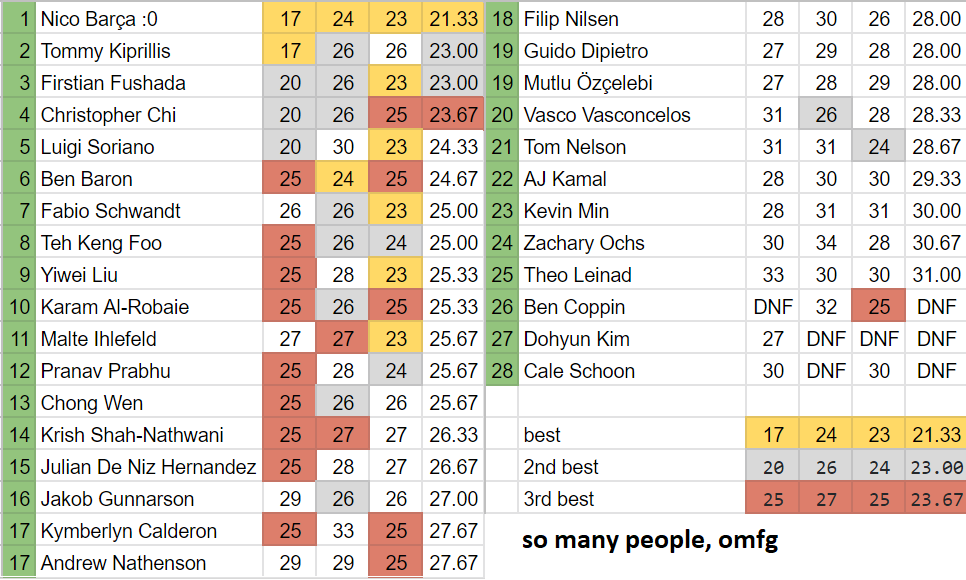 1 Nico Barça :0 17 24 23 21.33
2 Tommy Kiprillis 17 26 26 23.00
3 Firstian Fushada 20 26 23 23.00
4 Christopher Chi 20 26 25 23.67
5 Luigi Soriano 20 30 23 24.33
6 Ben Baron 25 24 25 24.67
7 Fabio Schwandt 26 26 23 25.00
8 Teh Keng Foo 25 26 24 25.00
9 Yiwei Liu 25 28 23 25.33
10 Karam Al-Robaie 25 26 25 25.33
11 Malte Ihlefeld 27 27 23 25.67
12 Pranav Prabhu 25 28 24 25.67
13 Chong Wen 25 26 26 25.67
14 Krish Shah-Nathwani 25 27 27 26.33
15 Julian De Niz Hernandez 25 28 27 26.67
16 Jakob Gunnarson 29 26 26 27.00
17 Kymberlyn Calderon 25 33 25 27.67
17 Andrew Nathenson 29 29 25 27.67
18 Filip Nilsen 28 30 26 28.00
19 Guido Dipietro 27 29 28 28.00
19 Mutlu Özçelebi 27 28 29 28.00
20 Vasco Vasconcelos 31 26 28 28.33
21 Tom Nelson 31 31 24 28.67
22 AJ Kamal 28 30 30 29.33
23 Kevin Min 28 31 31 30.00
24 Zachary Ochs 30 34 28 30.67
25 Theo Leinad 33 30 30 31.00
26 Ben Coppin DNF 32 25 DNF
27 Dohyun Kim 27 DNF DNF DNF
28 Cale Schoon 30 DNF 30 DNF
best 17 24 23 21.33
2nd best 20 26 24 23.00
3rd best 25 27 25 23.67
so many people, omfg